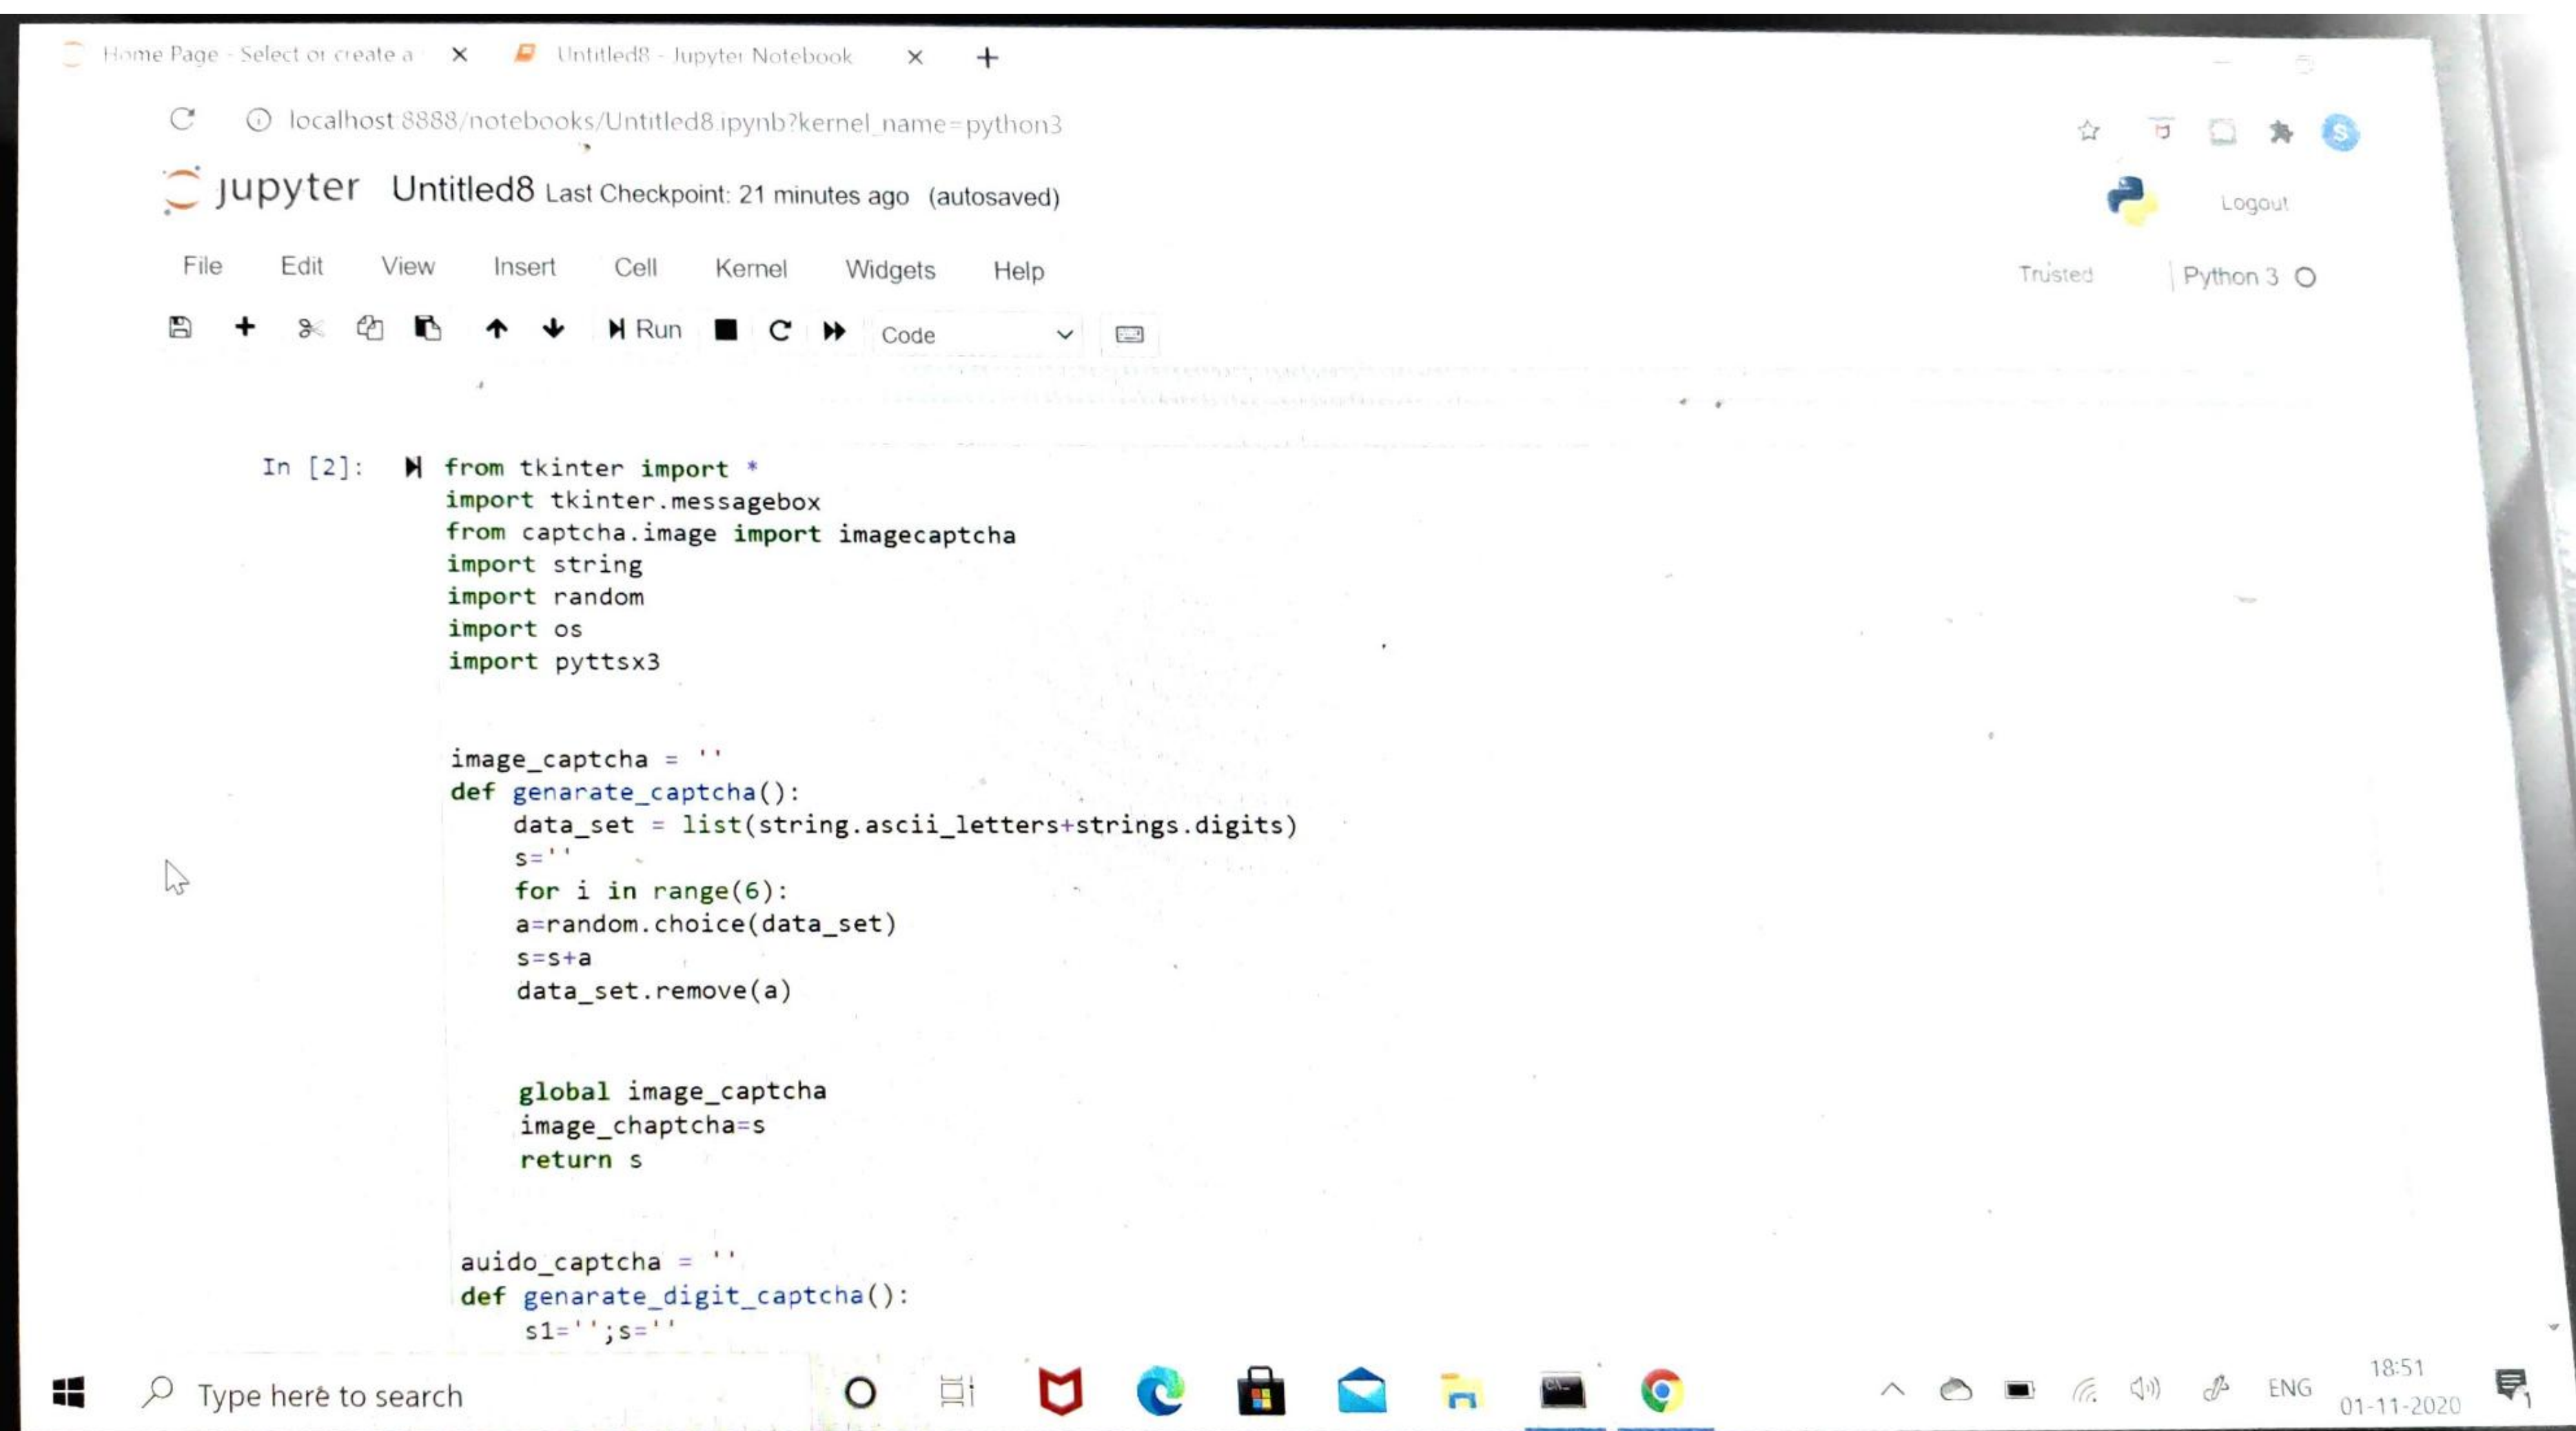 Home Page - Select or create a
Untitled8 - Jupyter Notebook
localhost:8888/notebooks/Untitled8.ipynb?kernel_name=python3
S
jupyter Untitled8 Last Checkpoint: 21 minutes ago (autosaved)
Logout
File Edit View Insert Cell Kernel Widgets Help
Trusted Python 3
Run Code
In [2]: from tkinter import *
import tkinter.messagebox
from captcha.image import imagecaptcha
import string
import random
import os
import pyttsx3
image_captcha = ''
def genarate_captcha():
data_set = list(string.ascii_letters+strings.digits)
s=''
for i in range(6):
a=random.choice(data_set)
s=s+a
data_set.remove(a)
global image_captcha
image_chaptcha=s
return s
auido_captcha = ''
def genarate_digit_captcha():
s1='';s=''
Type here to search
ENG
18:51
01-11-2020
1